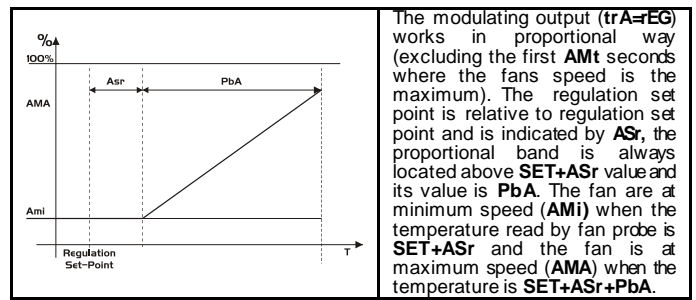 %
100%
Asr
PbA
AMA
Ami
T
Regulation
Set-Point
The modulating output (trA=rEG)
works in proportional way
(excluding the first AMt seconds
where the fans speed is the
maximum). The regulation set
point is relative to regulation set
point and is indicated by ASr, the
proportional band is always
located above SET+ASr value and
its value is PbA. The fan are at
minimum speed (AMi) when the
temperature read by fan probe is
SET+ASr and the fan is at
maximum speed (AMA) when the
temperature is SET+ASr+PbA.